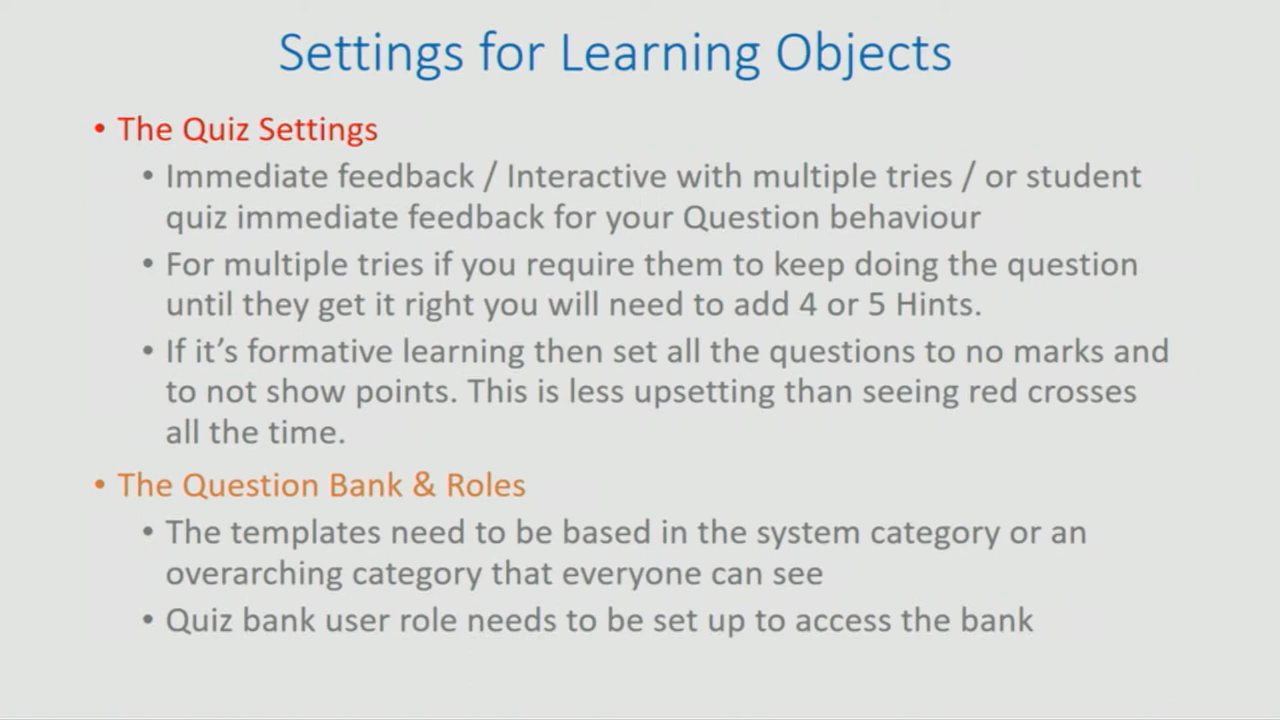 Settings for Learning Objects
• The Quiz Settings
• Immediate feedback / Interactive with multiple tries / or student
quiz immediate feedback for your Question behaviour
• For multiple tries if you require them to keep doing the question
until they get it right you will need to add 4 or 5 Hints.
• If it's formative learning then set all the questions to no marks and
to not show points. This is less upsetting than seeing red crosses
all the time.
• The Question Bank & Roles
• The templates need to be based in the system category or an
overarching category that everyone can see
• Quiz bank user role needs to be set up to access the bank